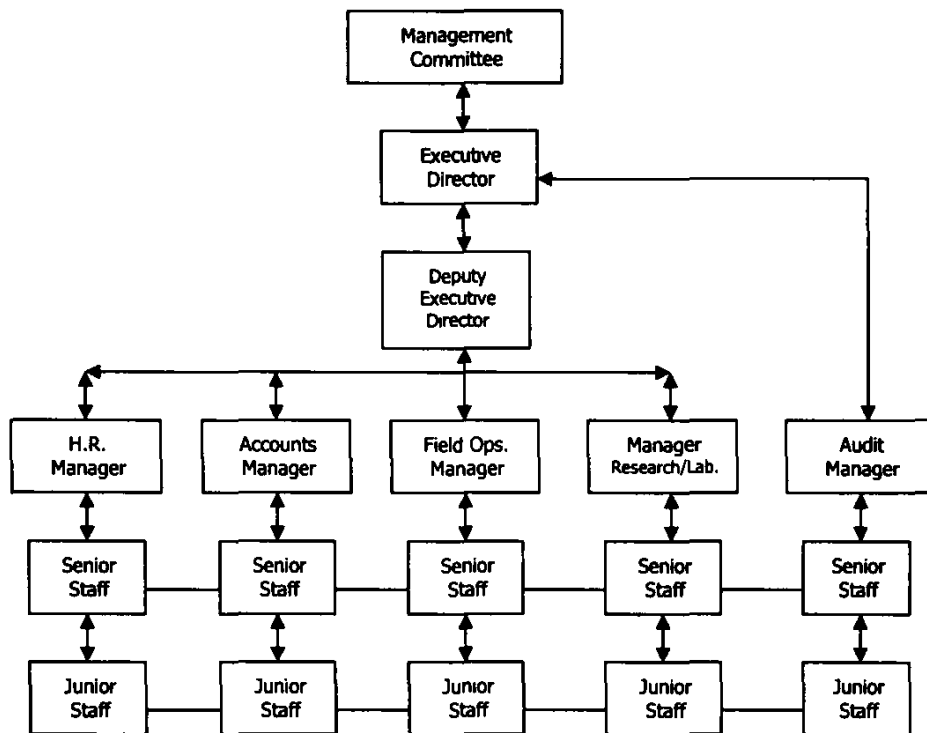 Management
Committee
Executive
Director
Deputy
Executive
Director
H.R.
Manager
Accounts
Manager
Field Ops.
Manager
Manager
Research/Lab.
Audit
Manager
Senior
Staff
Senior
Staff
Senior
Staff
Senior
Staff
Senior
Staff
Junior
Staff
Junior
Staff
Junior
Staff
Junior
Staff
Junior
Staff